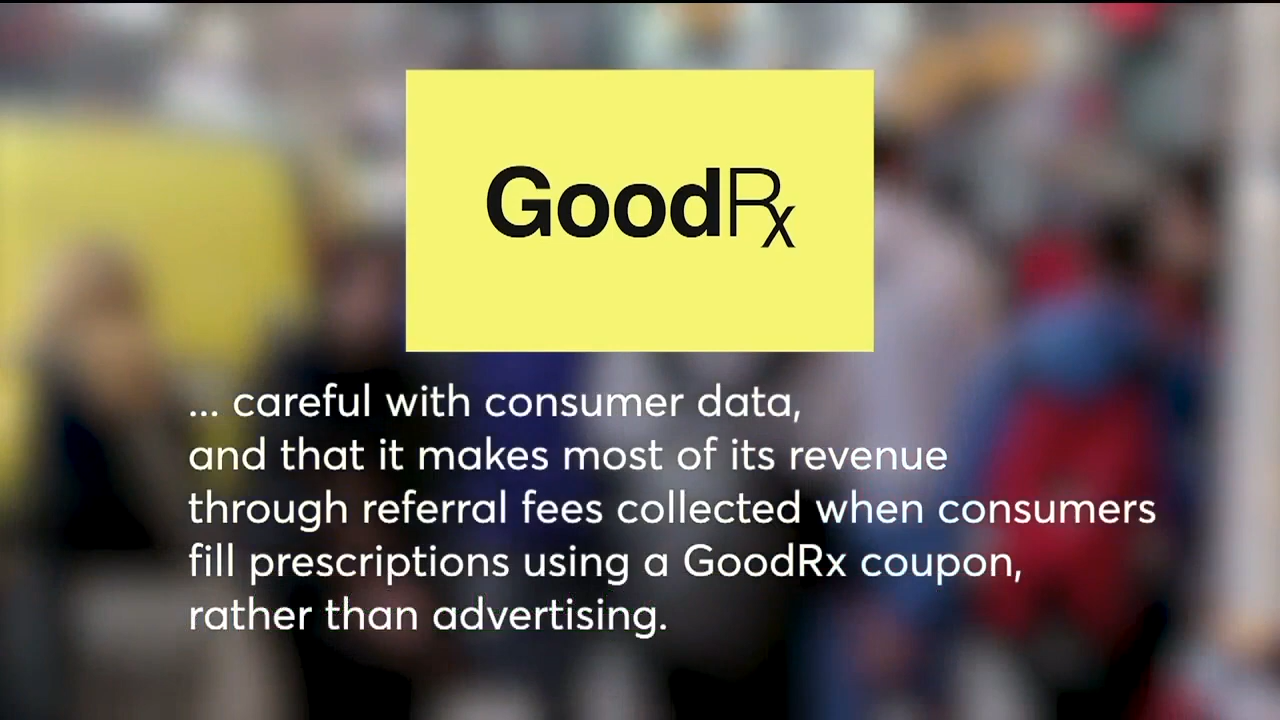 GoodRx
... careful with consumer data,
and that it makes most of its revenue
through referral fees collected when consumers
fill prescriptions using a GoodRx coupon,
rather than advertising.